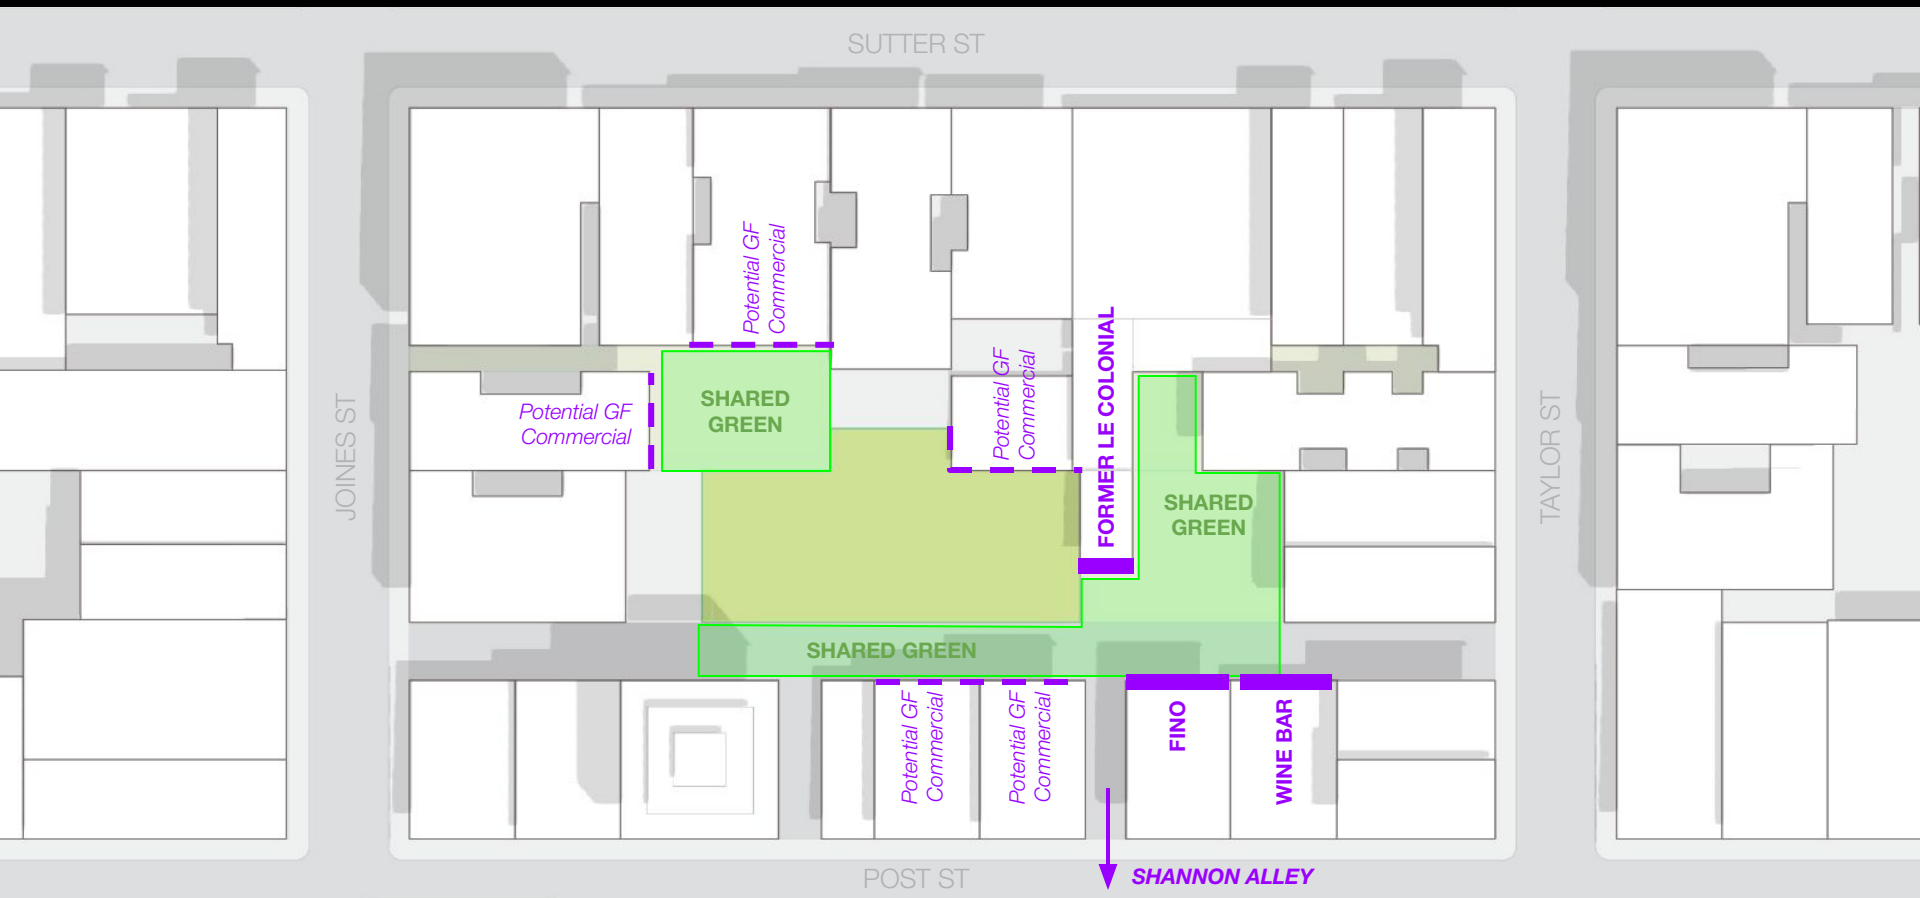 SUTTER ST
Potential GF
Commercial
SHARED
GREEN
Potential GF
Commercial
Potential GF
Commercial
FORMER LE COLONIAL
SHARED
GREEN
JOINES ST
TAYLOR ST
SHARED GREEN
Potential GF
Commercial
Potential GF
Commercial
FINO
WINE BAR
POST ST
SHANNON ALLEY